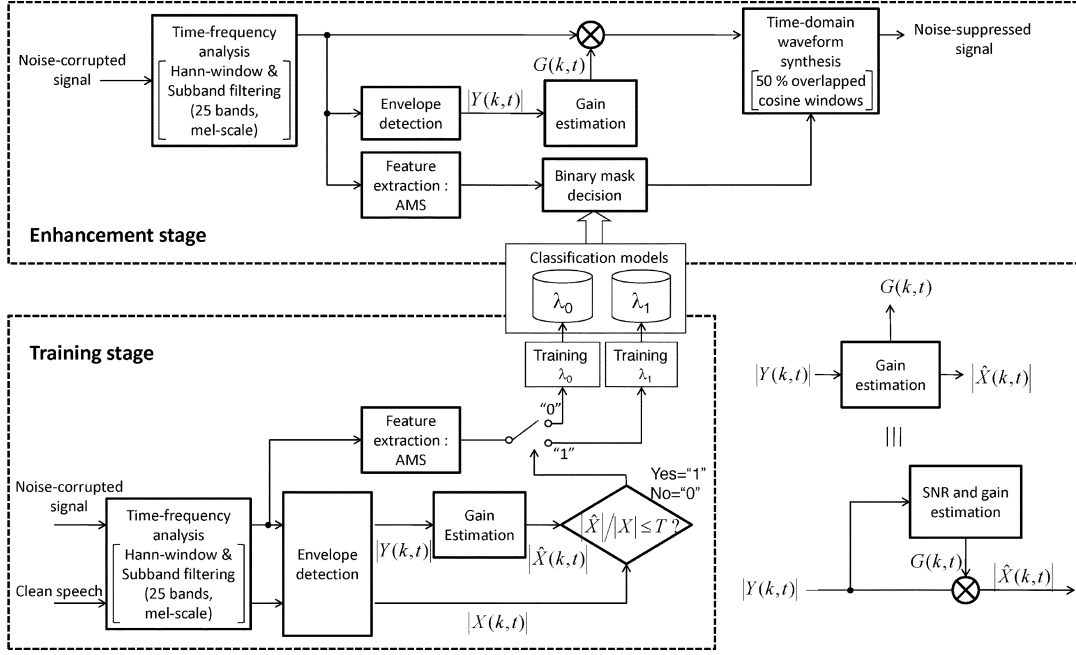 Noise-corrupted
signal
Time-frequency
analysis
Hann-window &
Subband filtering
(25 bands,
mel-scale)
G(k,t)
Time-domain
waveform
synthesis
50 % overlapped
cosine windows
Noise-suppressed
signal
Envelope
detection
|Y(k,t)|
Gain
estimation
Feature
extraction :
AMS
Binary mask
decision
Enhancement stage
Classification models
λ0
λ1
Training stage
Training
λ0
Training
λ1
Feature
extraction :
AMS
“0”
“1”
Yes=“1”
No=“0”
Noise-corrupted
signal
Clean speech
Time-frequency
analysis
Hann-window &
Subband filtering
(25 bands,
mel-scale)
Envelope
detection
|Y(k,t)|
Gain
Estimation
|X̂(k,t)|
|X̂|/|X| ≤ T ?
|X(k,t)|
G(k,t)
|Y(k,t)|
Gain
estimation
|X̂(k,t)|
SNR and gain
estimation
G(k,t)
|Y(k,t)|
|X̂(k,t)|